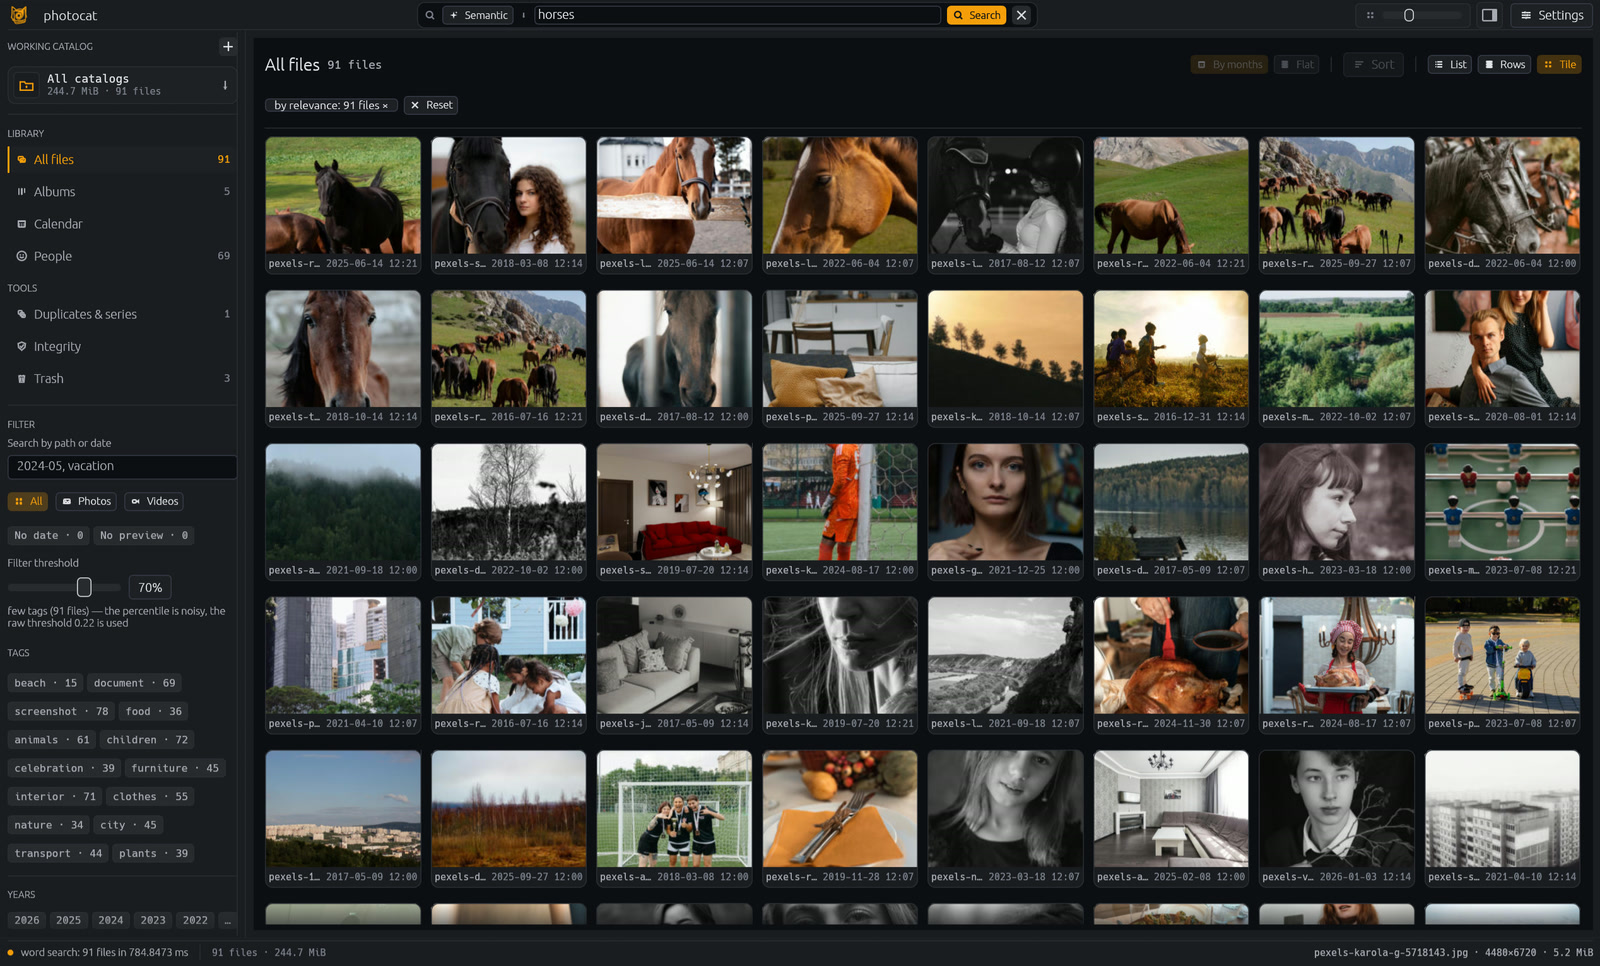 photocat
Semantic
horses
Search
Settings
WORKING CATALOG
All catalogs
244.7 MiB · 91 files
LIBRARY
All files 91
Albums 5
Calendar
People 69
TOOLS
Duplicates & series 1
Integrity
Trash 3
FILTER
Search by path or date
2024-05, vacation
All Photos Videos
No date · 0 No preview · 0
Filter threshold
70%
few tags (91 files) — the percentile is noisy, the
raw threshold 0.22 is used
TAGS
beach · 15 document · 69
screenshot · 78 food · 36
animals · 61 children · 72
celebration · 39 furniture · 45
interior · 71 clothes · 55
nature · 34 city · 45
transport · 44 plants · 39
YEARS
2026 2025 2024 2023 2022 …
All files 91 files
By months Flat Sort List Rows Tile
by relevance: 91 files × Reset
pexels-r… 2025-06-14 12:21 pexels-s… 2018-03-08 12:14 pexels-l… 2025-06-14 12:07 pexels-l… 2022-06-04 12:07 pexels-i… 2017-08-12 12:07 pexels-r… 2022-06-04 12:21 pexels-r… 2025-09-27 12:07 pexels-d… 2022-06-04 12:00
pexels-t… 2018-10-14 12:14 pexels-r… 2016-07-16 12:21 pexels-d… 2017-08-12 12:00 pexels-p… 2025-09-27 12:14 pexels-k… 2018-10-14 12:07 pexels-s… 2016-12-31 12:14 pexels-m… 2022-10-02 12:07 pexels-s… 2020-08-01 12:14
pexels-a… 2021-09-18 12:00 pexels-d… 2022-10-02 12:00 pexels-s… 2019-07-20 12:14 pexels-k… 2024-08-17 12:00 pexels-g… 2021-12-25 12:00 pexels-d… 2017-05-09 12:07 pexels-h… 2023-03-18 12:00 pexels-m… 2023-07-08 12:21
pexels-p… 2021-04-10 12:07 pexels-r… 2016-07-16 12:14 pexels-j… 2017-05-09 12:14 pexels-k… 2019-07-20 12:21 pexels-l… 2021-09-18 12:07 pexels-r… 2024-11-30 12:07 pexels-r… 2024-08-17 12:07 pexels-p… 2023-07-08 12:07
pexels-1… 2017-05-09 12:00 pexels-d… 2025-09-27 12:00 pexels-a… 2018-03-08 12:00 pexels-r… 2019-11-28 12:07 pexels-n… 2023-03-18 12:07 pexels-a… 2025-02-08 12:00 pexels-v… 2026-01-03 12:14 pexels-s… 2021-04-10 12:14
word search: 91 files in 784.8473 ms 91 files · 244.7 MiB
pexels-karola-g-5718143.jpg · 4480×6720 · 5.2 MiB